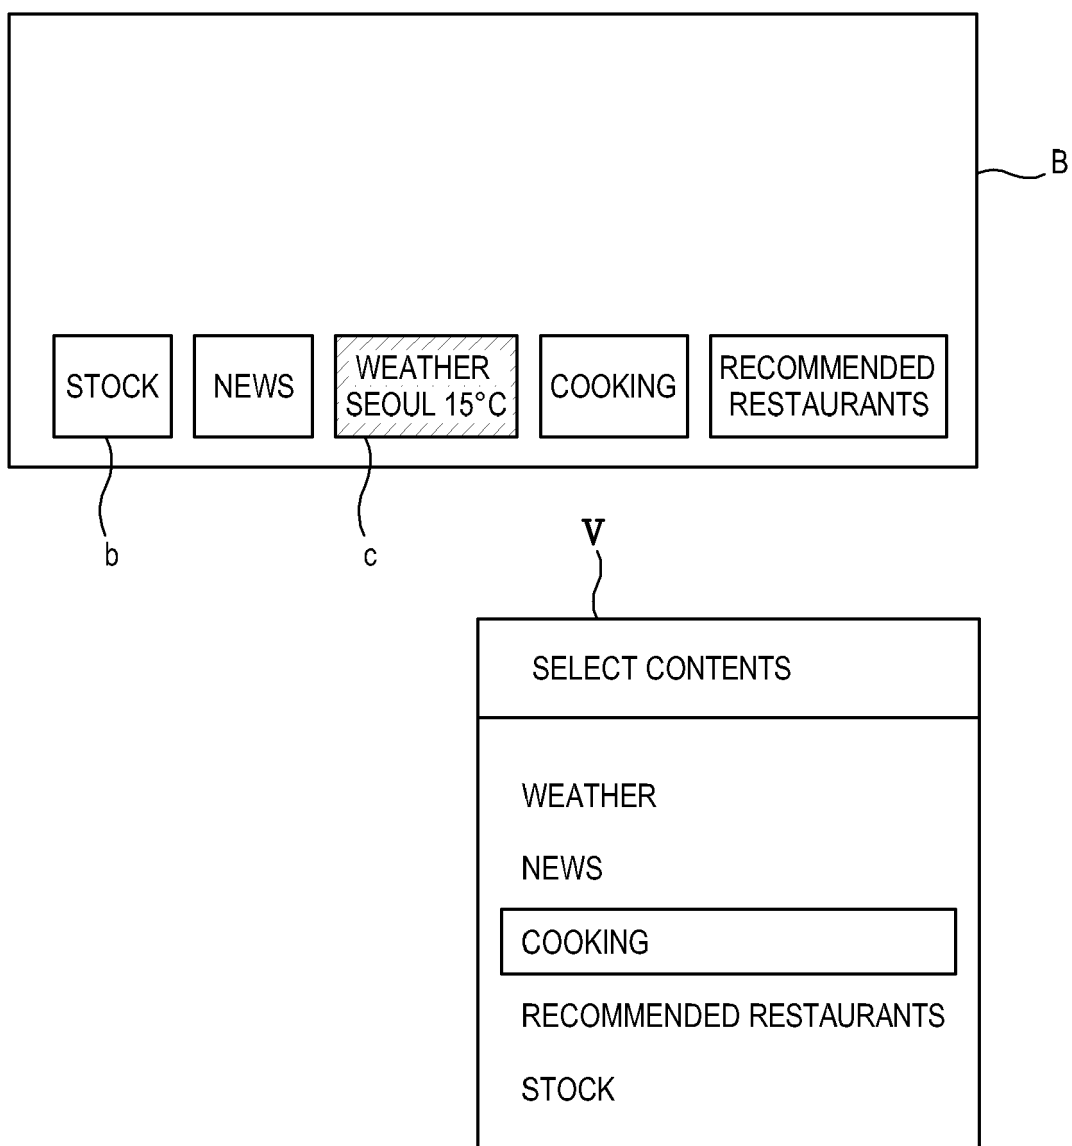 B
STOCK
NEWS
WEATHER
SEOUL 15°C
COOKING
RECOMMENDED
RESTAURANTS
b
c
V
SELECT CONTENTS
WEATHER
NEWS
COOKING
RECOMMENDED RESTAURANTS
STOCK